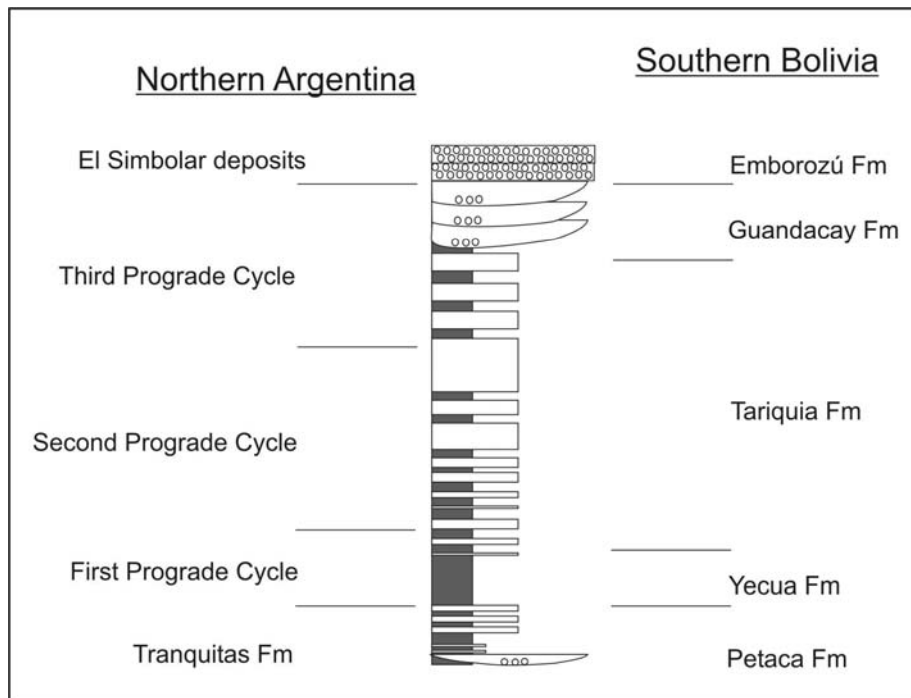 Northern Argentina
Southern Bolivia
El Simbolar deposits
Emborozú Fm
Guandacay Fm
Third Prograde Cycle
Tariquia Fm
Second Prograde Cycle
First Prograde Cycle
Yecua Fm
Tranquitas Fm
Petaca Fm